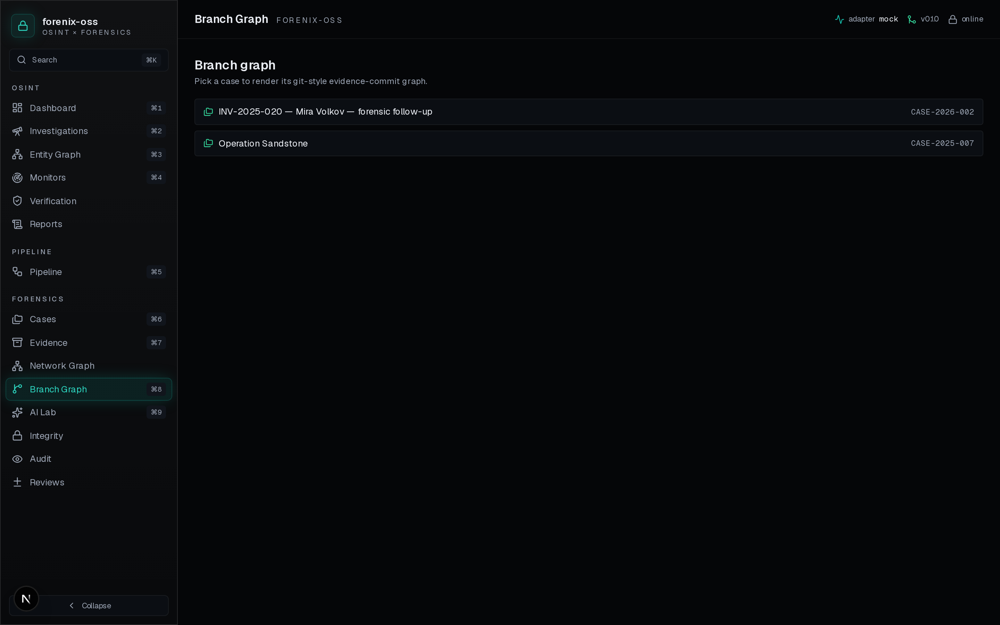 forenix-oss
OSINT × FORENSICS
Search ⌘K
OSINT
Dashboard ⌘1
Investigations ⌘2
Entity Graph ⌘3
Monitors ⌘4
Verification
Reports
PIPELINE
Pipeline ⌘5
FORENSICS
Cases ⌘6
Evidence ⌘7
Network Graph
Branch Graph ⌘8
AI Lab ⌘9
Integrity
Audit
Reviews
N
Collapse
Branch Graph FORENIX-OSS
adapter mock v0.1.0 online
Branch graph
Pick a case to render its git-style evidence-commit graph.
INV-2025-020 — Mira Volkov — forensic follow-up CASE-2026-002
Operation Sandstone CASE-2025-007